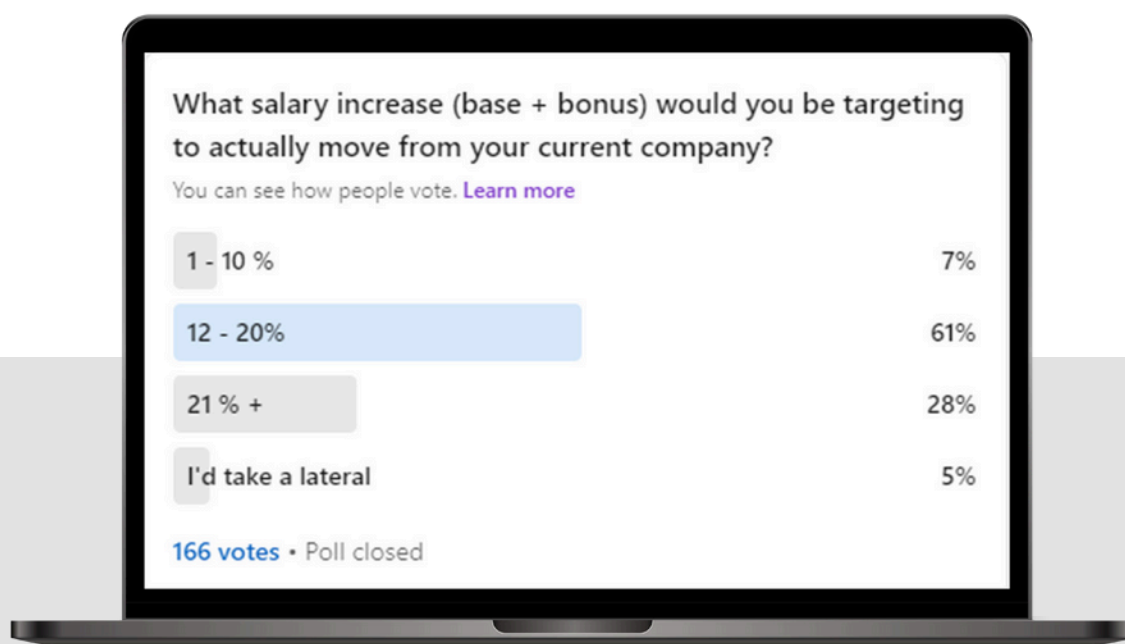 What salary increase (base + bonus) would you be targeting
to actually move from your current company?
You can see how people vote. Learn more
1 - 10 % 7%
12 - 20% 61%
21 % + 28%
I'd take a lateral 5%
166 votes • Poll closed